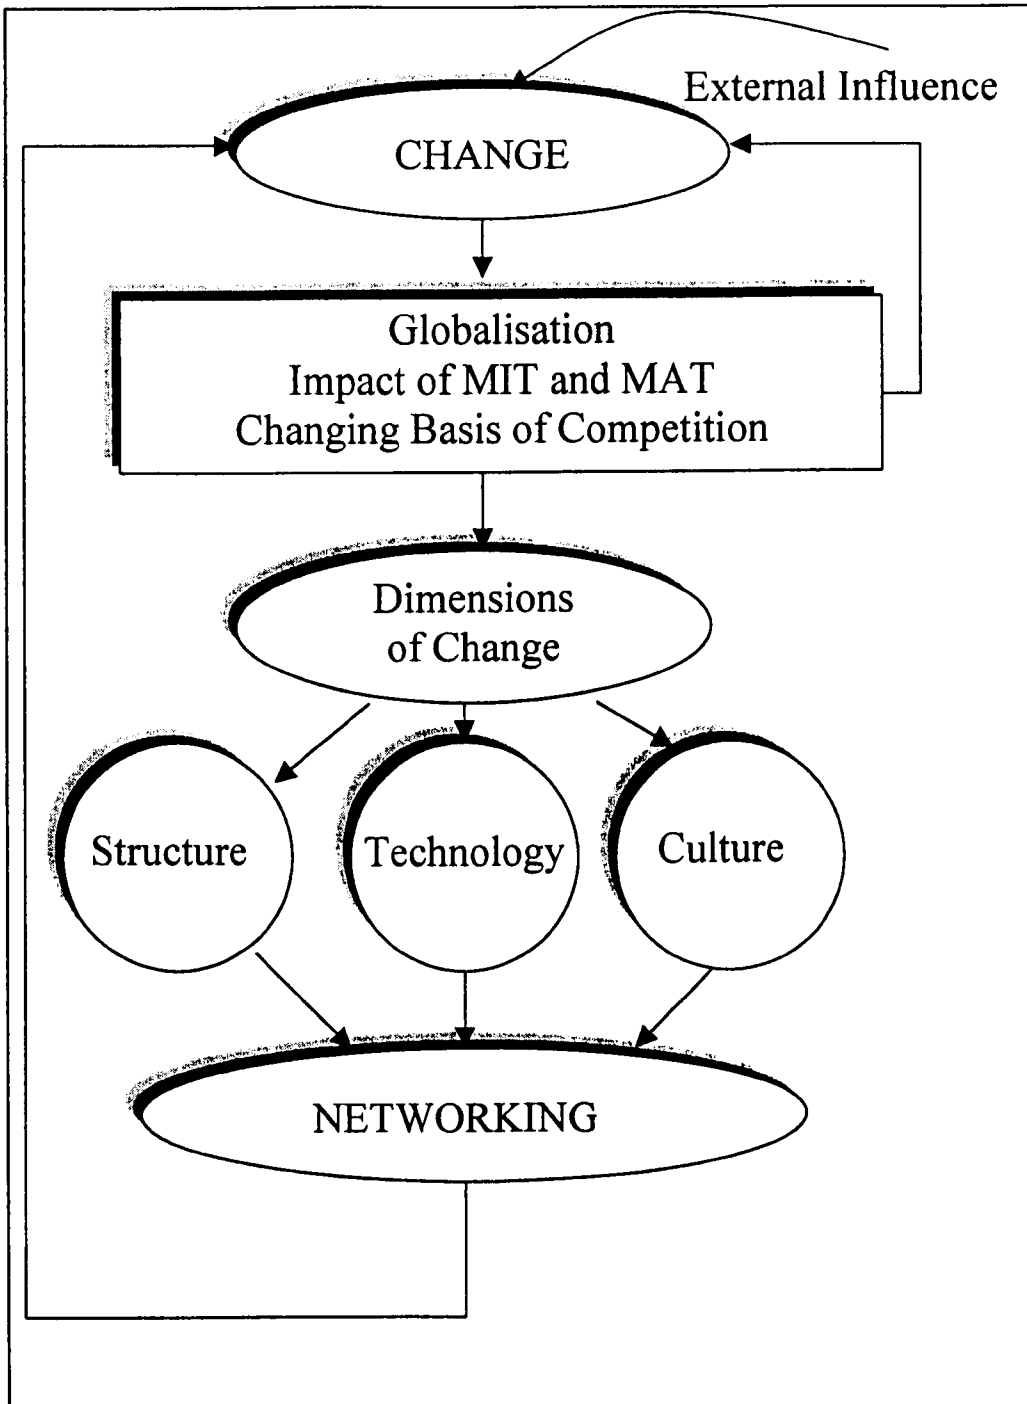 External Influence
CHANGE
Globalisation
Impact of MIT and MAT
Changing Basis of Competition
Dimensions
of Change
Structure
Technology
Culture
NETWORKING